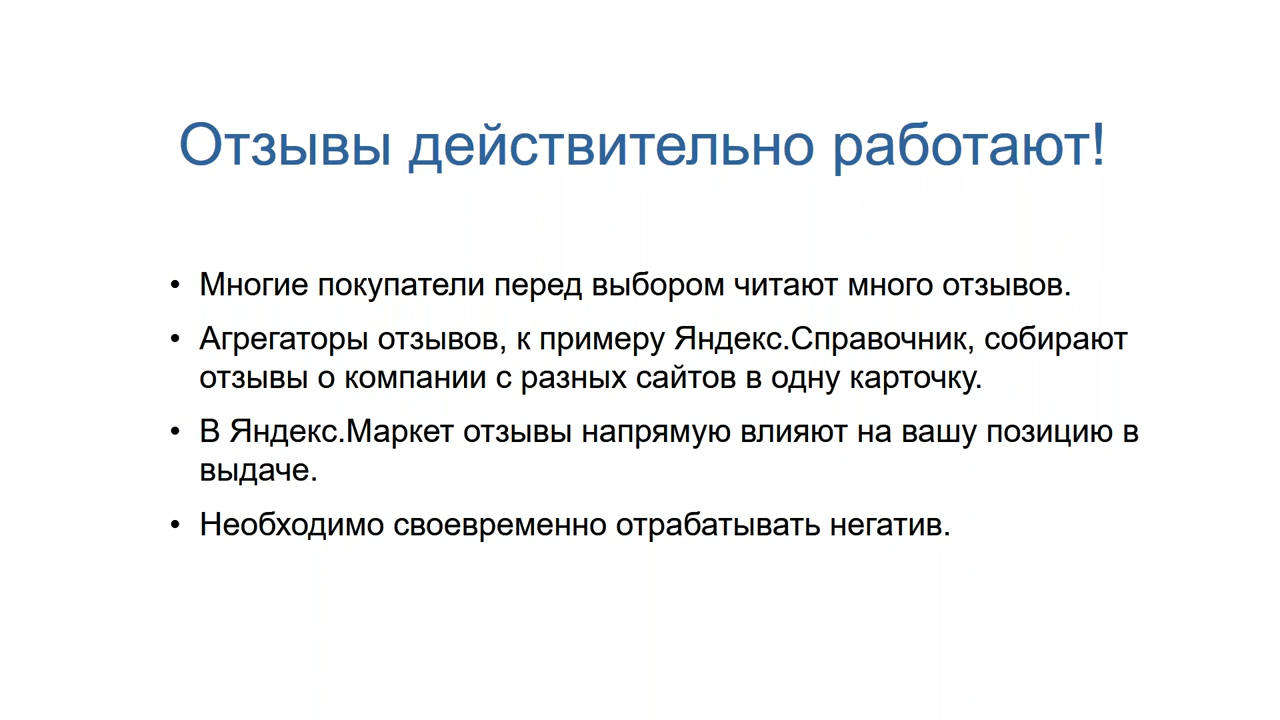 Отзывы действительно работают!
• Многие покупатели перед выбором читают много отзывов.
• Агрегаторы отзывов, к примеру Яндекс.Справочник, собирают
отзывы о компании с разных сайтов в одну карточку.
• В Яндекс.Маркет отзывы напрямую влияют на вашу позицию в
выдаче.
• Необходимо своевременно отрабатывать негатив.